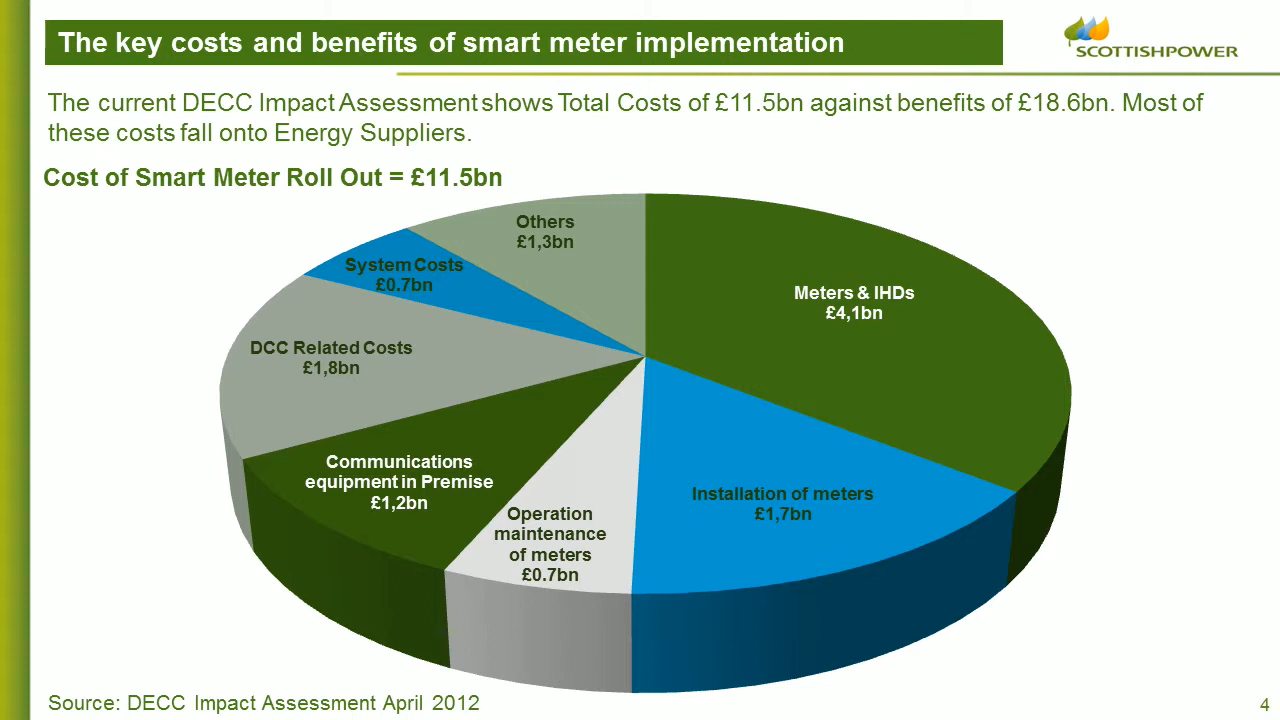 The key costs and benefits of smart meter implementation
SCOTTISHPOWER
The current DECC Impact Assessment shows Total Costs of £11.5bn against benefits of £18.6bn. Most of
these costs fall onto Energy Suppliers.
Cost of Smart Meter Roll Out = £11.5bn
Others
£1,3bn
System Costs
£0.7bn
Meters & IHDs
£4,1bn
DCC Related Costs
£1,8bn
Communications
equipment in Premise
£1,2bn
Operation
maintenance
of meters
£0.7bn
Installation of meters
£1,7bn
Source: DECC Impact Assessment April 2012
4